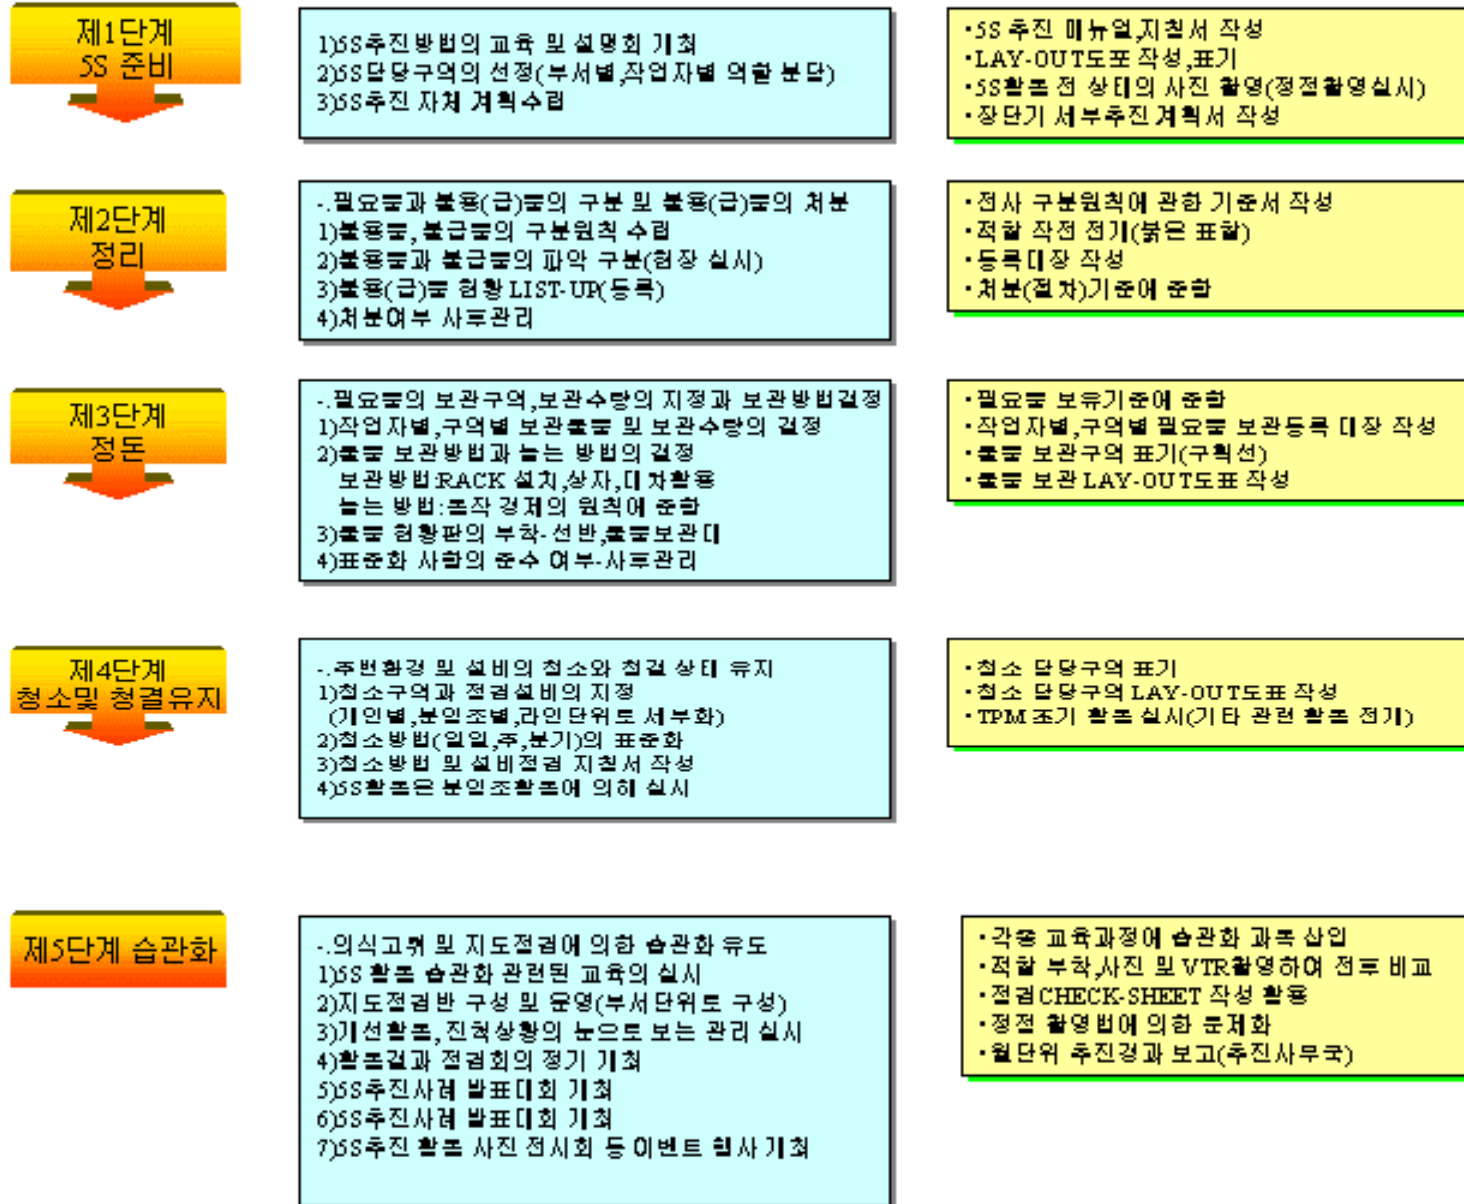 제1단계
5S 준비
1)5S추진방법의 교육 및 설명회 개최
2)5S담당구역의 선정(부서별,작업자별 역할 분담)
3)5S추진 자체 계획수립
·5S 추진 매뉴얼,지침서 작성
·LAY-OUT도표 작성,표기
·5S활동 전 상태의 사진 촬영(정점촬영실시)
·장단기 세부추진계획서 작성
제2단계
정리
-.필요품과 불용(급)품의 구분 및 불용(급)품의 처분
1)불용품, 불급품의 구분원칙 수립
2)불용품과 불급품의 파악 구분(현장 실시)
3)불용(급)품 현황 LIST-UP(등록)
4)처분여부 사후관리
·전사 구분원칙에 관한 기준서 작성
·적찰 작전 전개(붉은 표찰)
·등록대장 작성
·처분(절차)기준에 준함
제3단계
정돈
-.필요품의 보관구역,보관수량의 지정과 보관방법결정
1)작업자별,구역별 보관물품 및 보관수량의 결정
2)물품 보관방법과 놓는 방법의 결정
보관방법:RACK 설치,상자,대차활용
놓는 방법:동작경제의 원칙에 준함
3)물품 현황판의 부착-선반,물품보관대
4)표준화 사항의 준수 여부-사후관리
·필요품 보유기준에 준함
·작업자별,구역별 필요품 보관등록 대장 작성
·물품 보관구역 표기(구획선)
·물품 보관 LAY-OUT도표 작성
제4단계
청소및 청결유지
-.주변환경 및 설비의 청소와 청결 상태 유지
1)청소구역과 점검설비의 지정
(개인별,분임조별,라인단위로 세부화)
2)청소방법(일일,주,분기)의 표준화
3)청소방법 및 설비점검 지침서 작성
4)5S활동은 분임조활동에 의해 실시
·청소 담당구역 표기
·청소 담당구역 LAY-OUT도표 작성
·TPM 초기 활동 실시(기타 관련 활동 전개)
제5단계 습관화
-.의식고취 및 지도점검에 의한 습관화 유도
1)5S 활동 습관화 관련된 교육의 실시
2)지도점검반 구성 및 운영(부서단위로 구성)
3)개선활동,진척상황의 눈으로 보는 관리 실시
4)활동결과 점검회의 정기 개최
5)5S추진사례 발표대회 개최
6)5S추진사례 발표대회 개최
7)5S추진 활동 사진 전시회 등 이벤트 행사 개최
·각종 교육과정에 습관화 과목 삽입
·적찰 부착,사진 및 VTR촬영하여 전후 비교
·점검CHECK-SHEET 작성 활용
·정점 촬영법에 의한 문제화
·월단위 추진경과 보고(추진사무국)